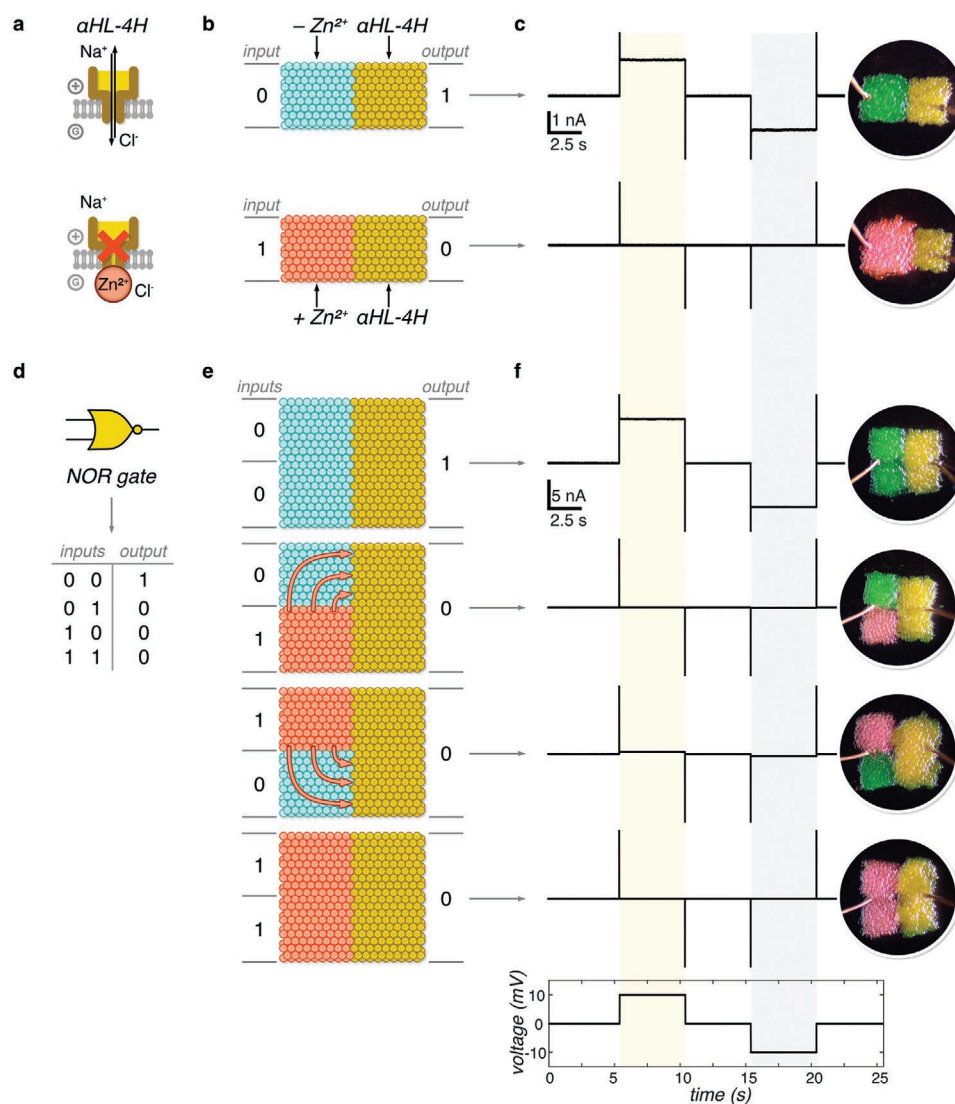 a
αHL-4H
Na⁺
+
G
Cl⁻
Na⁺
+
G
Zn²⁺
Cl⁻
b
– Zn²⁺ αHL-4H
input
output
0
1
input
output
1
0
+ Zn²⁺ αHL-4H
c
1 nA
2.5 s
d
NOR gate
inputs output
0 0 1
0 1 0
1 0 0
1 1 0
e
inputs
output
0
0
1
0
1
0
1
0
0
1
1
0
f
5 nA
2.5 s
voltage (mV)
10
0
-10
0 5 10 15 20 25
time (s)